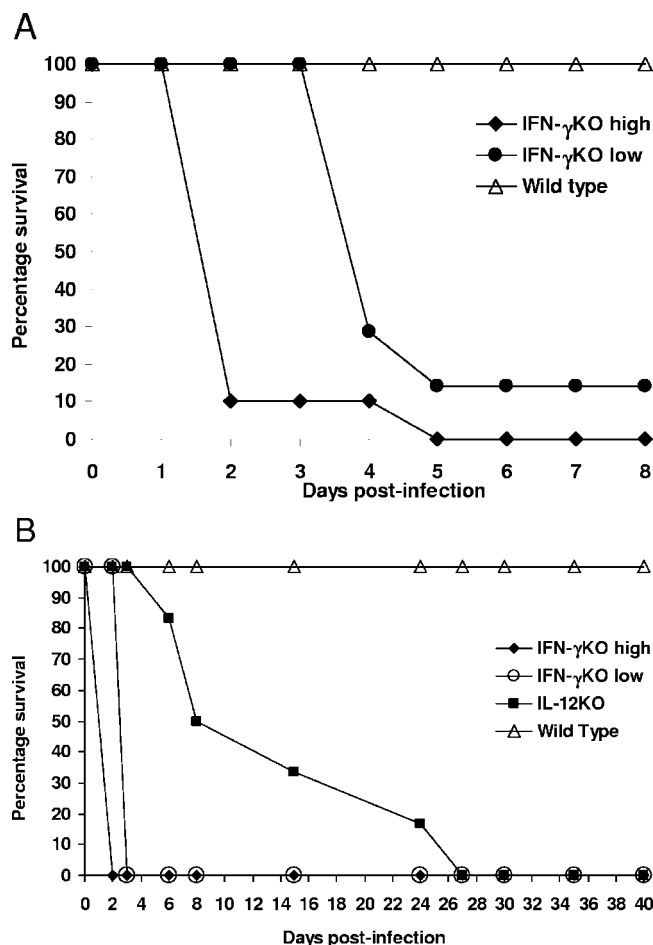 A
100
90
80
70
60
50
40
30
20
10
0
Percentage survival
IFN-γKO high
IFN-γKO low
Wild type
0 1 2 3 4 5 6 7 8
Days post-infection
B
100
90
80
70
60
50
40
30
20
10
0
Percentage survival
IFN-γKO high
IFN-γKO low
IL-12KO
Wild Type
0 2 4 6 8 10 12 14 16 18 20 22 24 26 28 30 32 34 36 38 40
Days post-infection